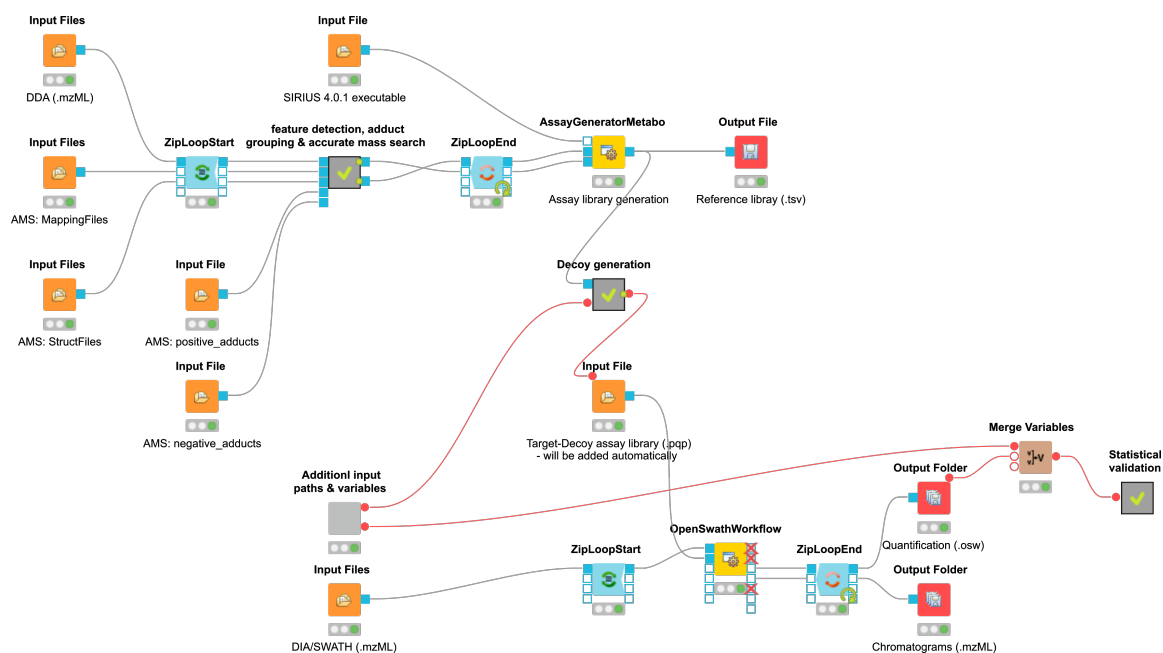 Input Files
DDA (.mzML)
Input File
SIRIUS 4.0.1 executable
Input Files
AMS: MappingFiles
ZipLoopStart
feature detection, adduct
grouping & accurate mass search
ZipLoopEnd
AssayGeneratorMetabo
Assay library generation
Output File
Reference libray (.tsv)
Input Files
AMS: StructFiles
Input File
AMS: positive_adducts
Decoy generation
Input File
AMS: negative_adducts
Input File
Target-Decoy assay library (.pqp)
- will be added automatically
Merge Variables
Statistical
validation
Additionl input
paths & variables
Output Folder
Quantification (.osw)
OpenSwathWorkflow
ZipLoopStart
ZipLoopEnd
Input Files
DIA/SWATH (.mzML)
Output Folder
Chromatograms (.mzML)